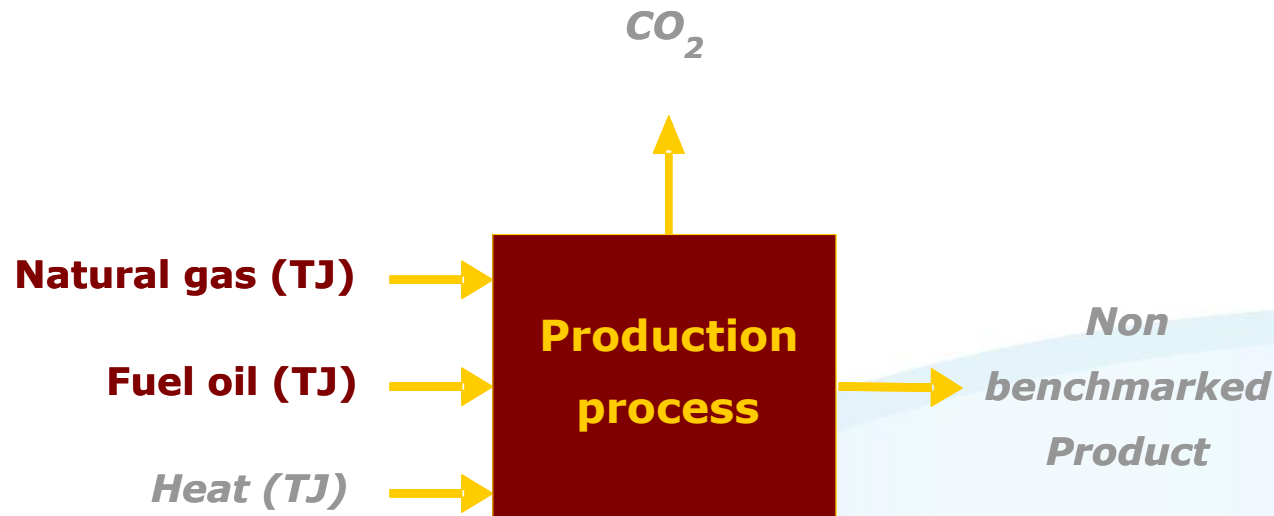 CO2
Natural gas (TJ)
Production
process
Fuel oil (TJ)
Heat (TJ)
Non
benchmarked
Product